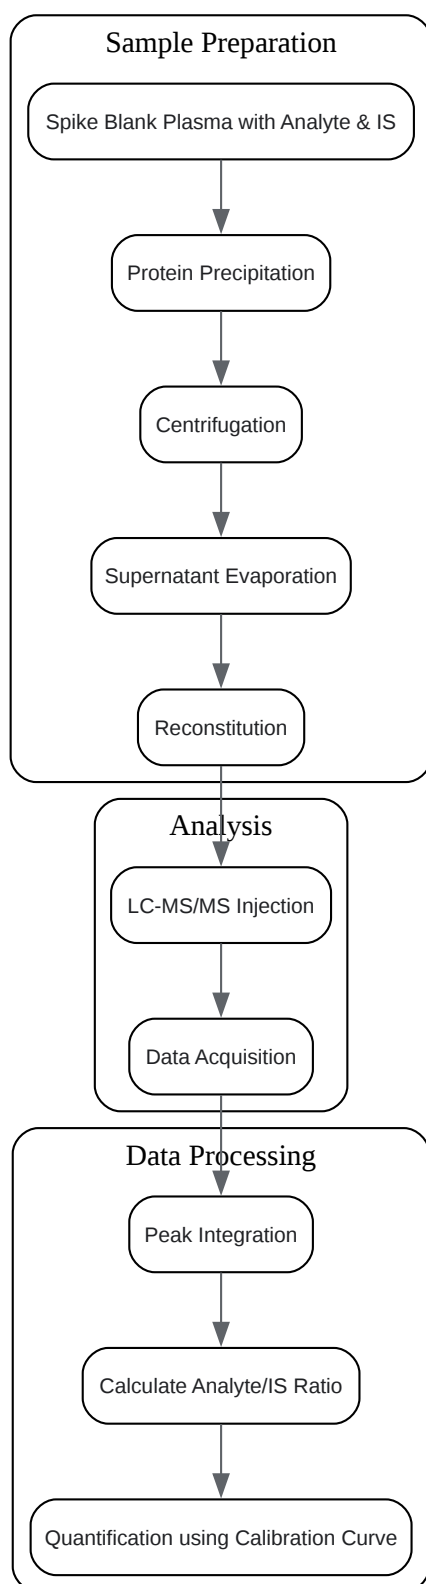 Sample Preparation
Spike Blank Plasma with Analyte & IS
Protein Precipitation
Centrifugation
Supernatant Evaporation
Reconstitution
Analysis
LC-MS/MS Injection
Data Acquisition
Data Processing
Peak Integration
Calculate Analyte/IS Ratio
Quantification using Calibration Curve